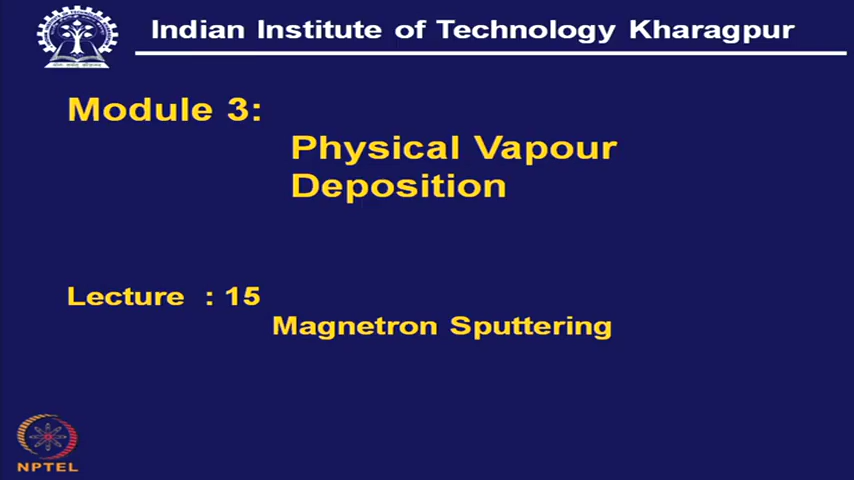 Indian Institute of Technology Kharagpur
Module 3:
Physical Vapour
Deposition
Lecture : 15
Magnetron Sputtering
NPTEL